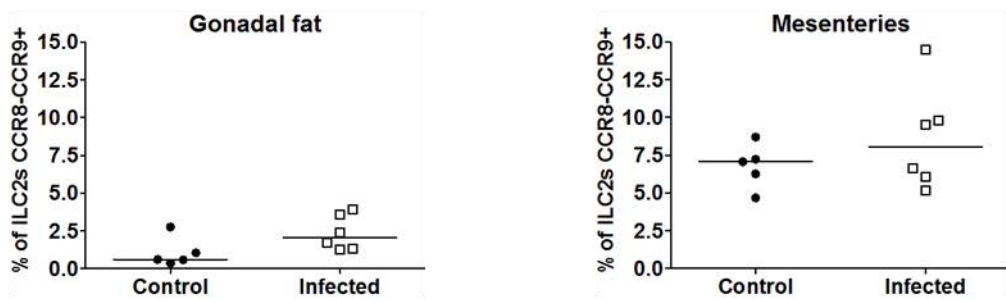 Gonadal fat
% of ILC2s CCR8-CCR9+
15.0
12.5
10.0
7.5
5.0
2.5
0.0
Control Infected
Mesenteries
% of ILC2s CCR8-CCR9+
15.0
12.5
10.0
7.5
5.0
2.5
0.0
Control Infected